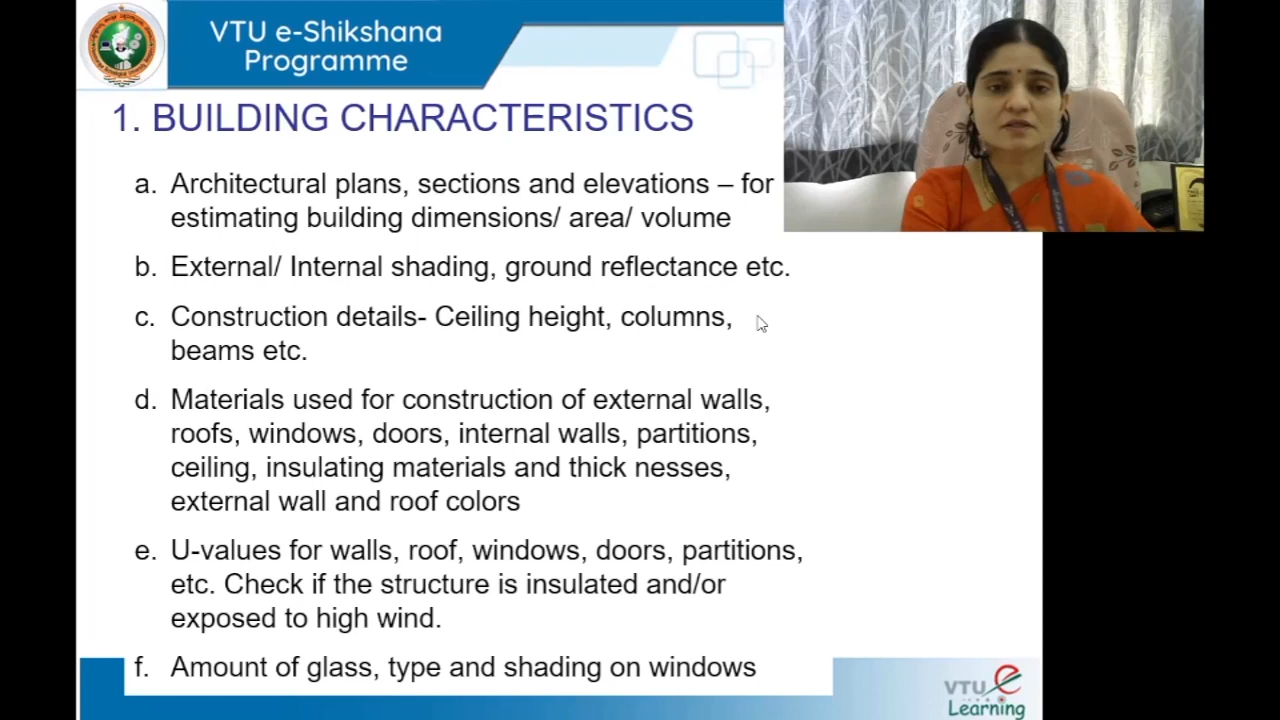 VTU e-Shikshana
Programme
1. BUILDING CHARACTERISTICS
a. Architectural plans, sections and elevations – for
estimating building dimensions/ area/ volume
b. External/ Internal shading, ground reflectance etc.
c. Construction details- Ceiling height, columns,
beams etc.
d. Materials used for construction of external walls,
roofs, windows, doors, internal walls, partitions,
ceiling, insulating materials and thick nesses,
external wall and roof colors
e. U-values for walls, roof, windows, doors, partitions,
etc. Check if the structure is insulated and/or
exposed to high wind.
f. Amount of glass, type and shading on windows
VTU e
Learning